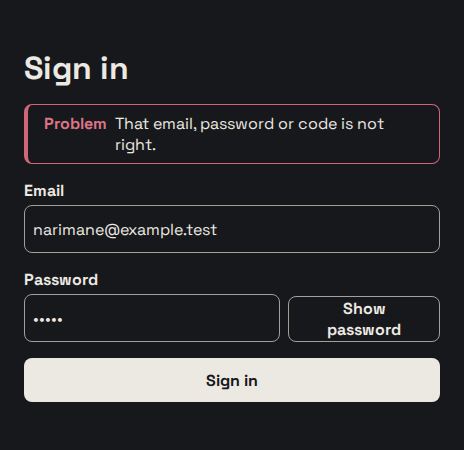 Sign in
Problem That email, password or code is not
right.
Email
narimane@example.test
Password
•••••
Show
password
Sign in